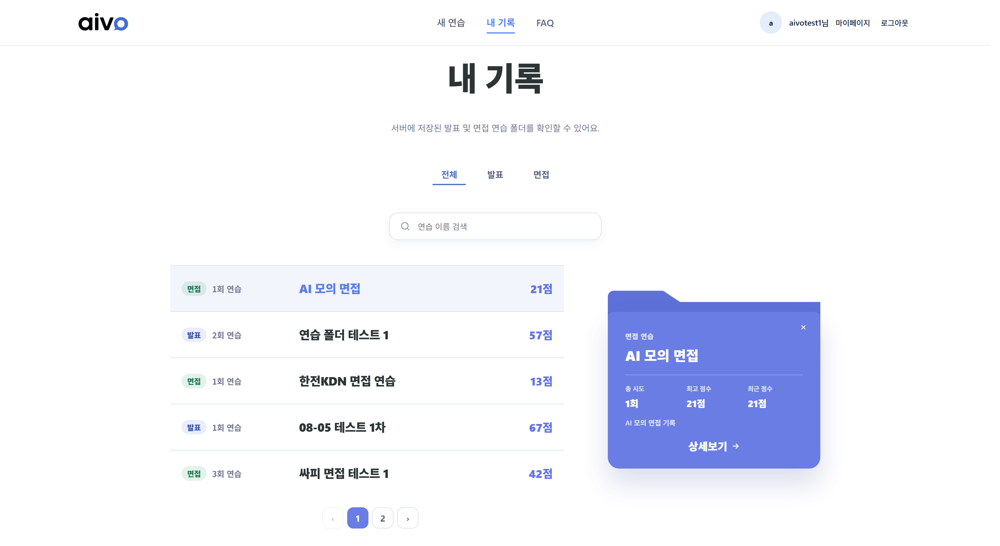 aivo
새 연습 내 기록 FAQ
a aivotest1님 마이페이지 로그아웃
내 기록
서버에 저장된 발표 및 면접 연습 폴더를 확인할 수 있어요.
전체 발표 면접
연습 이름 검색
면접 1회 연습 AI 모의 면접 21점
발표 2회 연습 연습 폴더 테스트 1 57점
면접 1회 연습 한전KDN 면접 연습 13점
발표 1회 연습 08-05 테스트 1차 67점
면접 3회 연습 싸피 면접 테스트 1 42점
‹ 1 2 ›
×
면접 연습
AI 모의 면접
총 시도 최고 점수 최근 점수
1회 21점 21점
AI 모의 면접 기록
상세보기 →